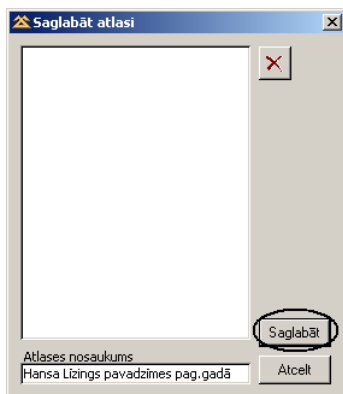 Saglabāt atlasi
Saglabāt
Atlases nosaukums
Hansa Līzings pavadzīmes pag.gadā
Atcelt